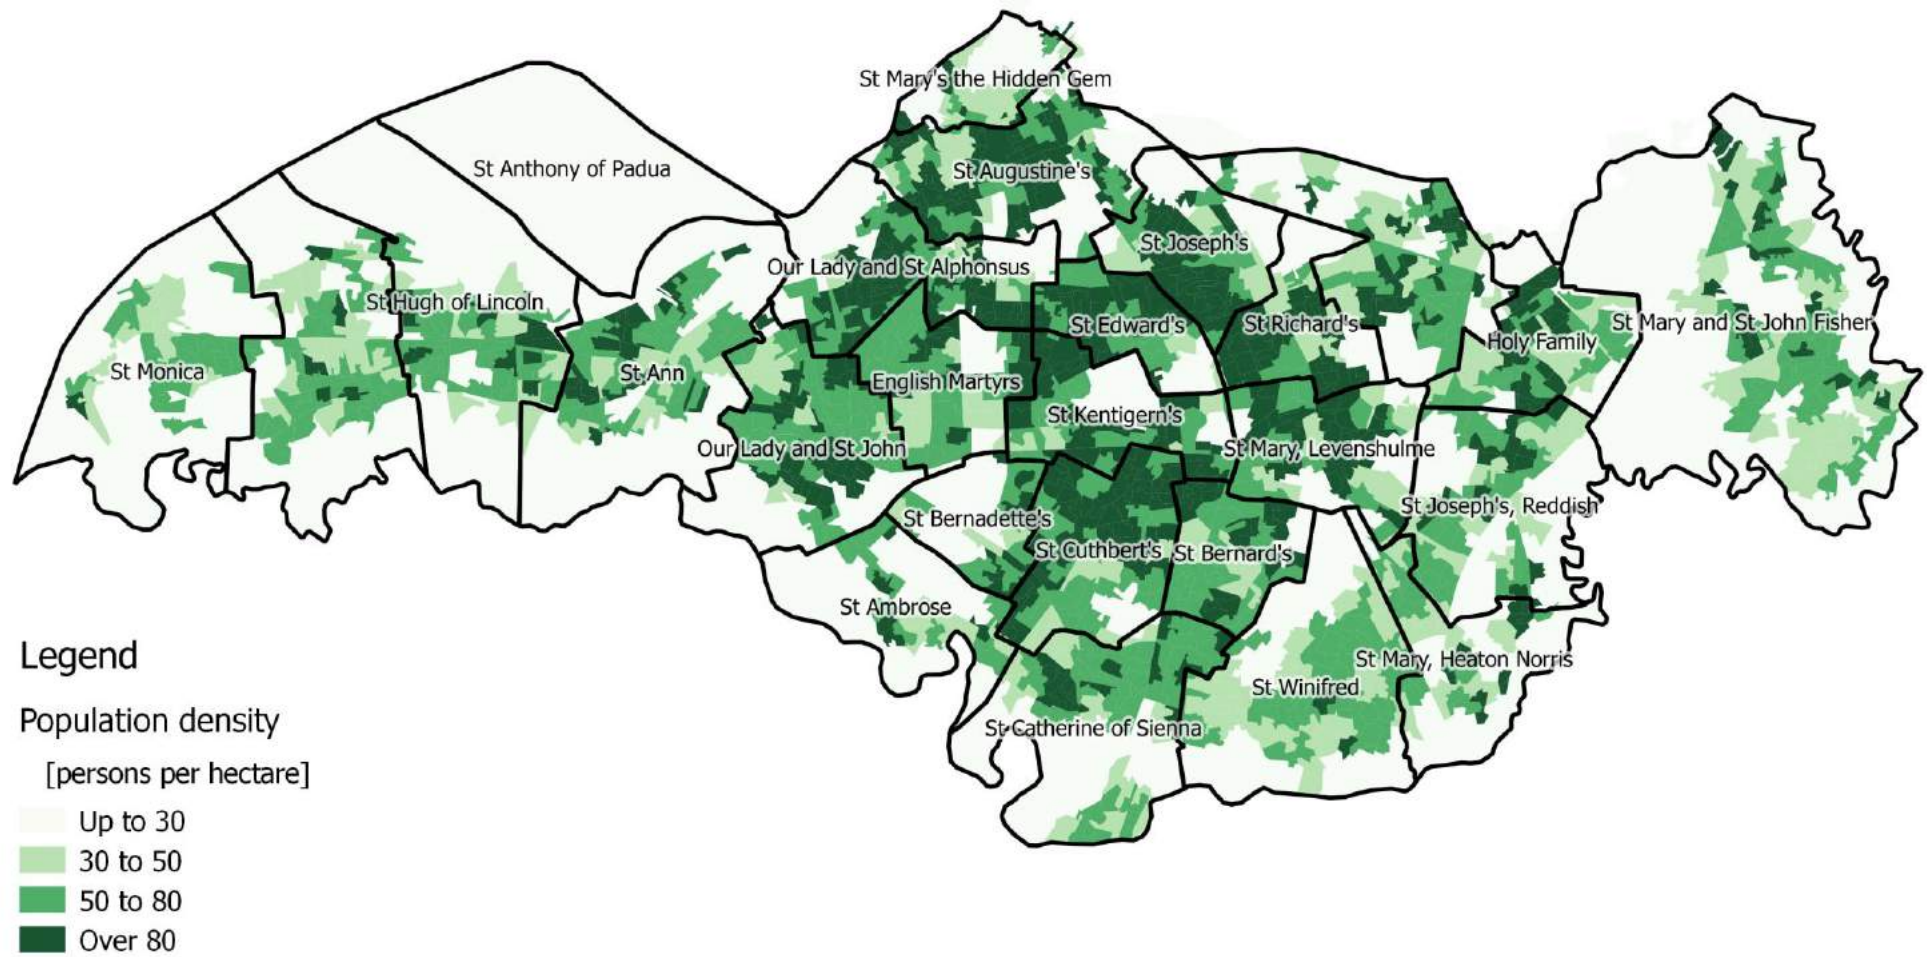 St Mary's the Hidden Gem
St Anthony of Padua
St Augustine's
St Joseph's
Our Lady and St Alphonsus
St Hugh of Lincoln
St Edward's
St Richard's
St Mary and St John Fisher
Holy Family
St Monica
St Ann
English Martyrs
St Kentigern's
Our Lady and St John
St Mary, Levenshulme
St Joseph's, Reddish
St Bernadette's
St Cuthbert's
St Bernard's
St Ambrose
St Mary, Heaton Norris
St Winifred
St Catherine of Sienna
Legend
Population density
[persons per hectare]
Up to 30
30 to 50
50 to 80
Over 80